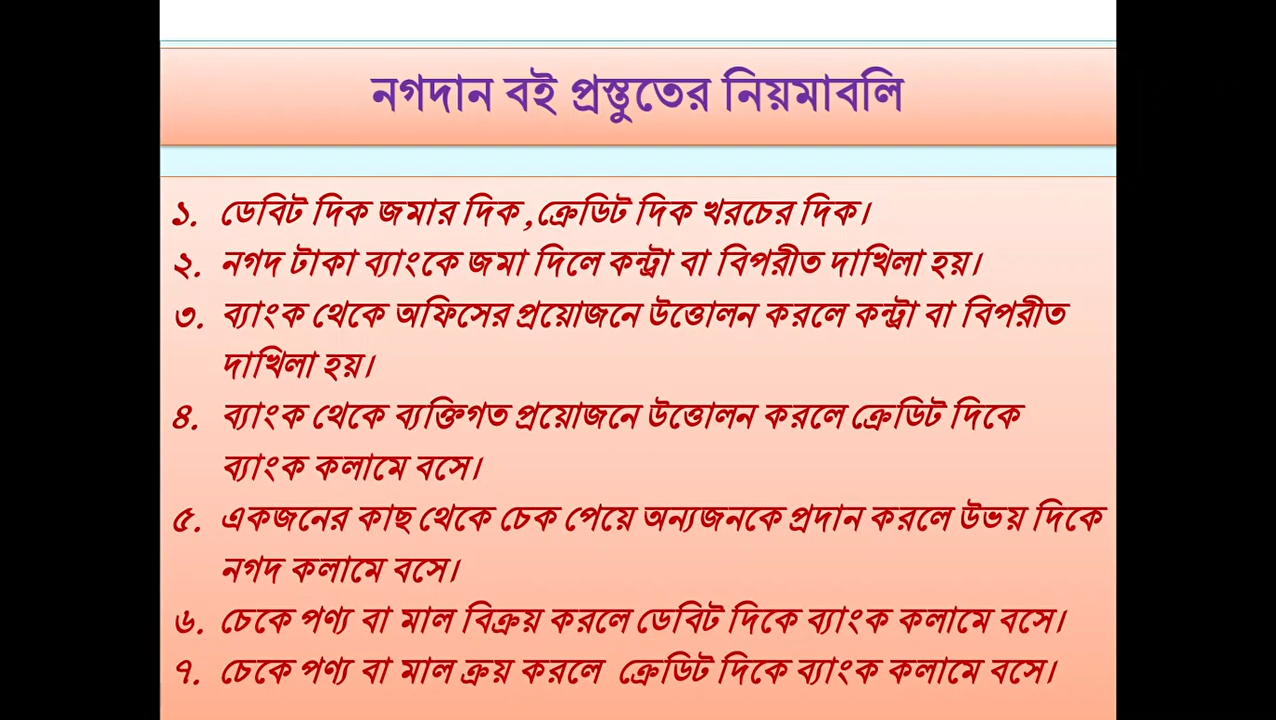 নগদান বই প্রস্তুতের নিয়মাবলি
১. ডেবিট দিক জমার দিক ,ক্রেডিট দিক খরচের দিক।
২. নগদ টাকা ব্যাংকে জমা দিলে কন্ট্রা বা বিপরীত দাখিলা হয়।
৩. ব্যাংক থেকে অফিসের প্রয়োজনে উত্তোলন করলে কন্ট্রা বা বিপরীত
দাখিলা হয়।
৪. ব্যাংক থেকে ব্যক্তিগত প্রয়োজনে উত্তোলন করলে ক্রেডিট দিকে
ব্যাংক কলামে বসে।
৫. একজনের কাছ থেকে চেক পেয়ে অন্যজনকে প্রদান করলে উভয় দিকে
নগদ কলামে বসে।
৬. চেকে পণ্য বা মাল বিক্রয় করলে ডেবিট দিকে ব্যাংক কলামে বসে।
৭. চেকে পণ্য বা মাল ক্রয় করলে ক্রেডিট দিকে ব্যাংক কলামে বসে।